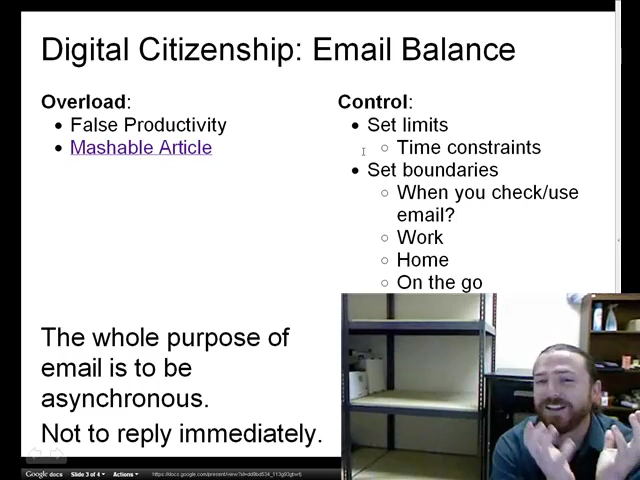 Digital Citizenship: Email Balance
Overload:
• False Productivity
• Mashable Article
Control:
• Set limits
○ Time constraints
• Set boundaries
○ When you check/use
email?
○ Work
○ Home
○ On the go
The whole purpose of
email is to be
asynchronous.
Not to reply immediately.
Google docs Slide 3 of 4 Actions